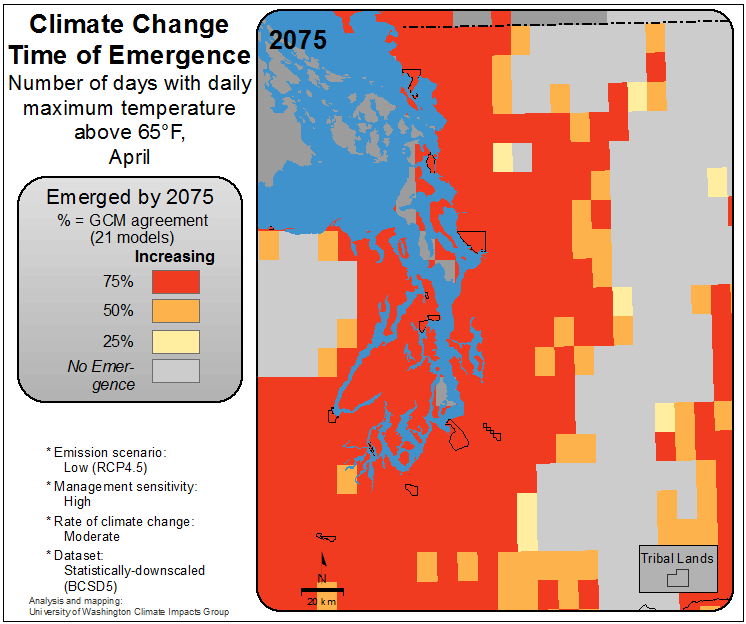 Climate Change
Time of Emergence
Number of days with daily
maximum temperature
above 65°F,
April
Emerged by 2075
% = GCM agreement
(21 models)
Increasing
75%
50%
25%
No Emer-
gence
* Emission scenario:
Low (RCP4.5)
* Management sensitivity:
High
* Rate of climate change:
Moderate
* Dataset:
Statistically-downscaled
(BCSD5)
Analysis and mapping:
University of Washington Climate Impacts Group
2075
N
20 km
Tribal Lands